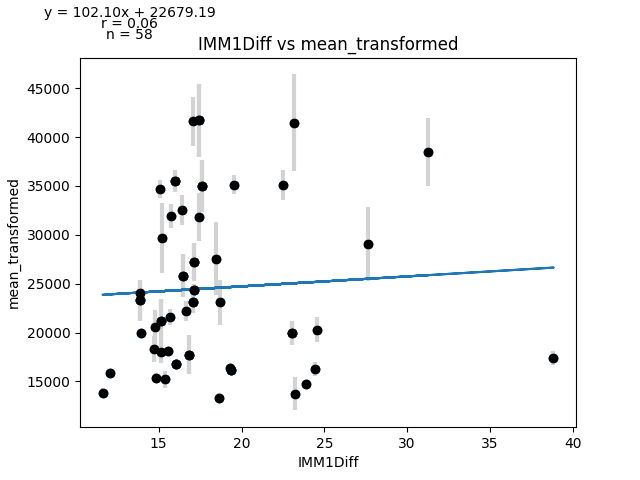 y = 102.10x + 22679.19
r = 0.06
n = 58
IMM1Diff vs mean_transformed
45000
40000
35000
30000
25000
20000
15000
mean_transformed
15
20
25
30
35
40
IMM1Diff